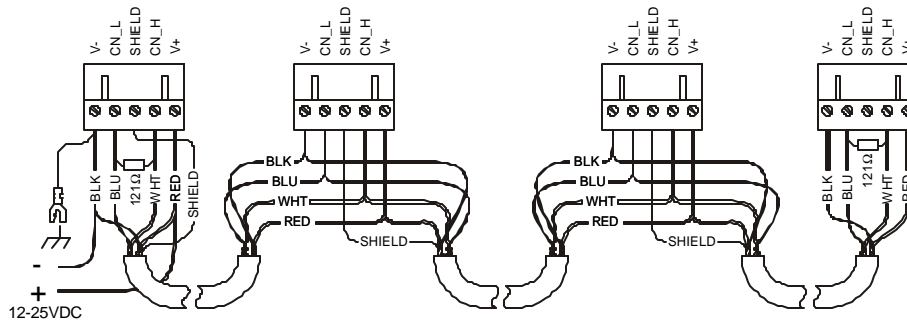 V- CN_L SHIELD CN_H V+
V- CN_L SHIELD CN_H V+
V- CN_L SHIELD CN_H V+
V- CN_L SHIELD CN_H V+
BLK BLU 121Ω WHT RED SHIELD
BLK
BLU
WHT
RED
SHIELD
BLK
BLU
WHT
RED
SHIELD
BLK BLU 121Ω WHT RED
-
+
12-25VDC